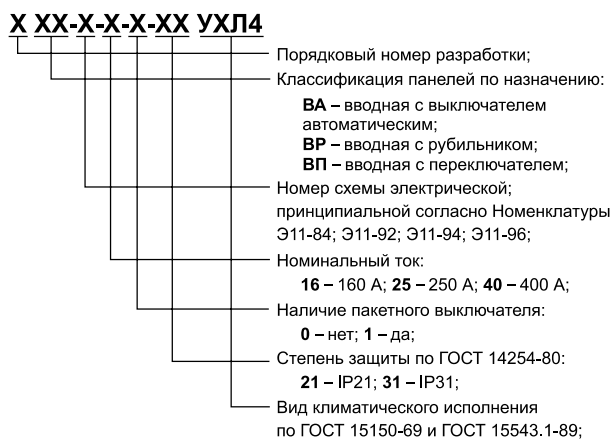 Х ХХ-Х-Х-Х-ХХ УХЛ4
Порядковый номер разработки;
Классификация панелей по назначению:
ВА – вводная с выключателем
автоматическим;
ВР – вводная с рубильником;
ВП – вводная с переключателем;
Номер схемы электрической;
принципиальной согласно Номенклатуры
Э11-84; Э11-92; Э11-94; Э11-96;
Номинальный ток:
16 – 160 А; 25 – 250 А; 40 – 400 А;
Наличие пакетного выключателя:
0 – нет; 1 – да;
Степень защиты по ГОСТ 14254-80:
21 – IP21; 31 – IP31;
Вид климатического исполнения
по ГОСТ 15150-69 и ГОСТ 15543.1-89;